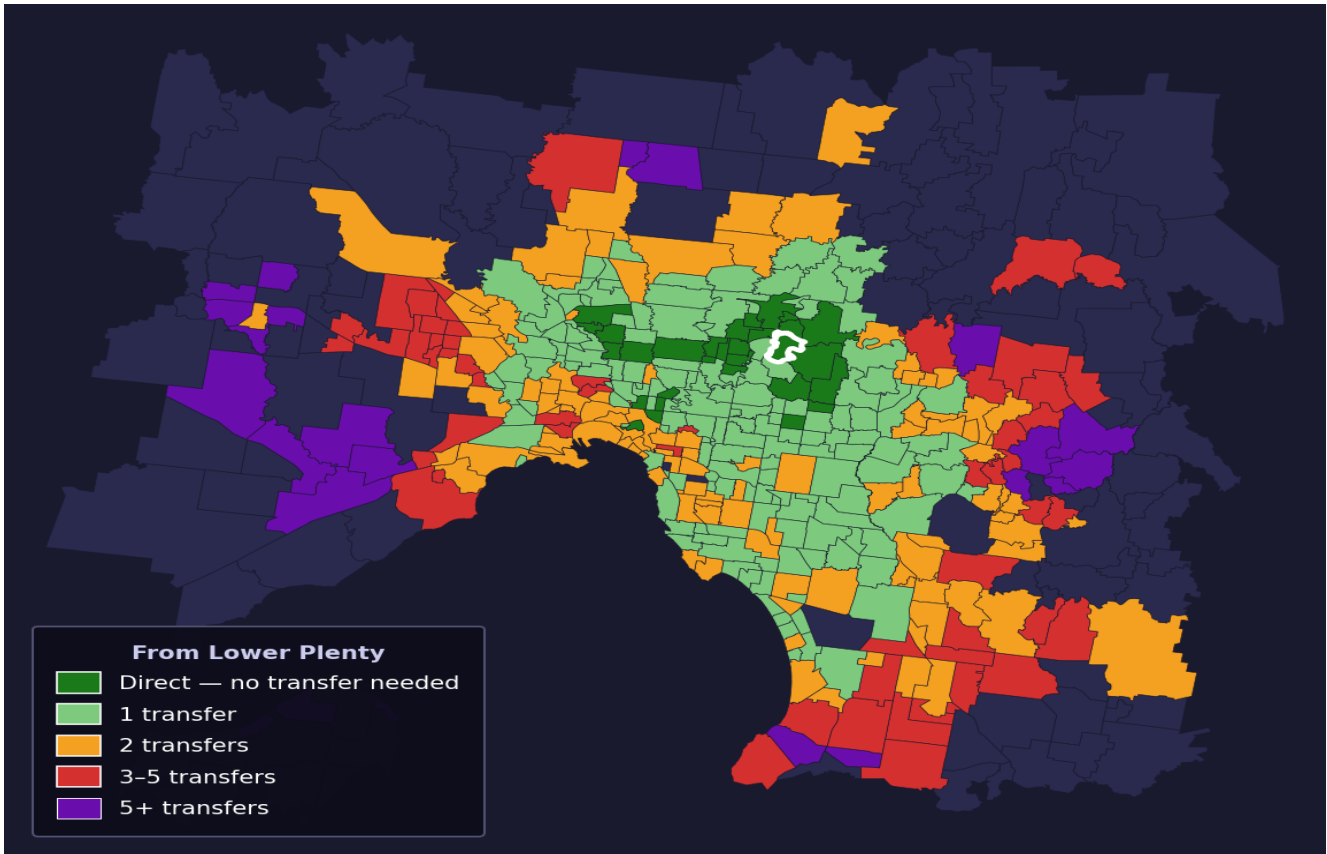 From Lower Plenty
Direct — no transfer needed
1 transfer
2 transfers
3–5 transfers
5+ transfers